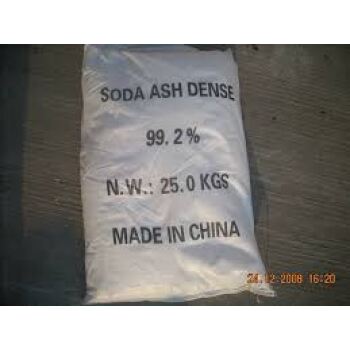 SODA ASH DENSE
99.2%
N.W.: 25.0 KGS
MADE IN CHINA
24.12.2008 16:20